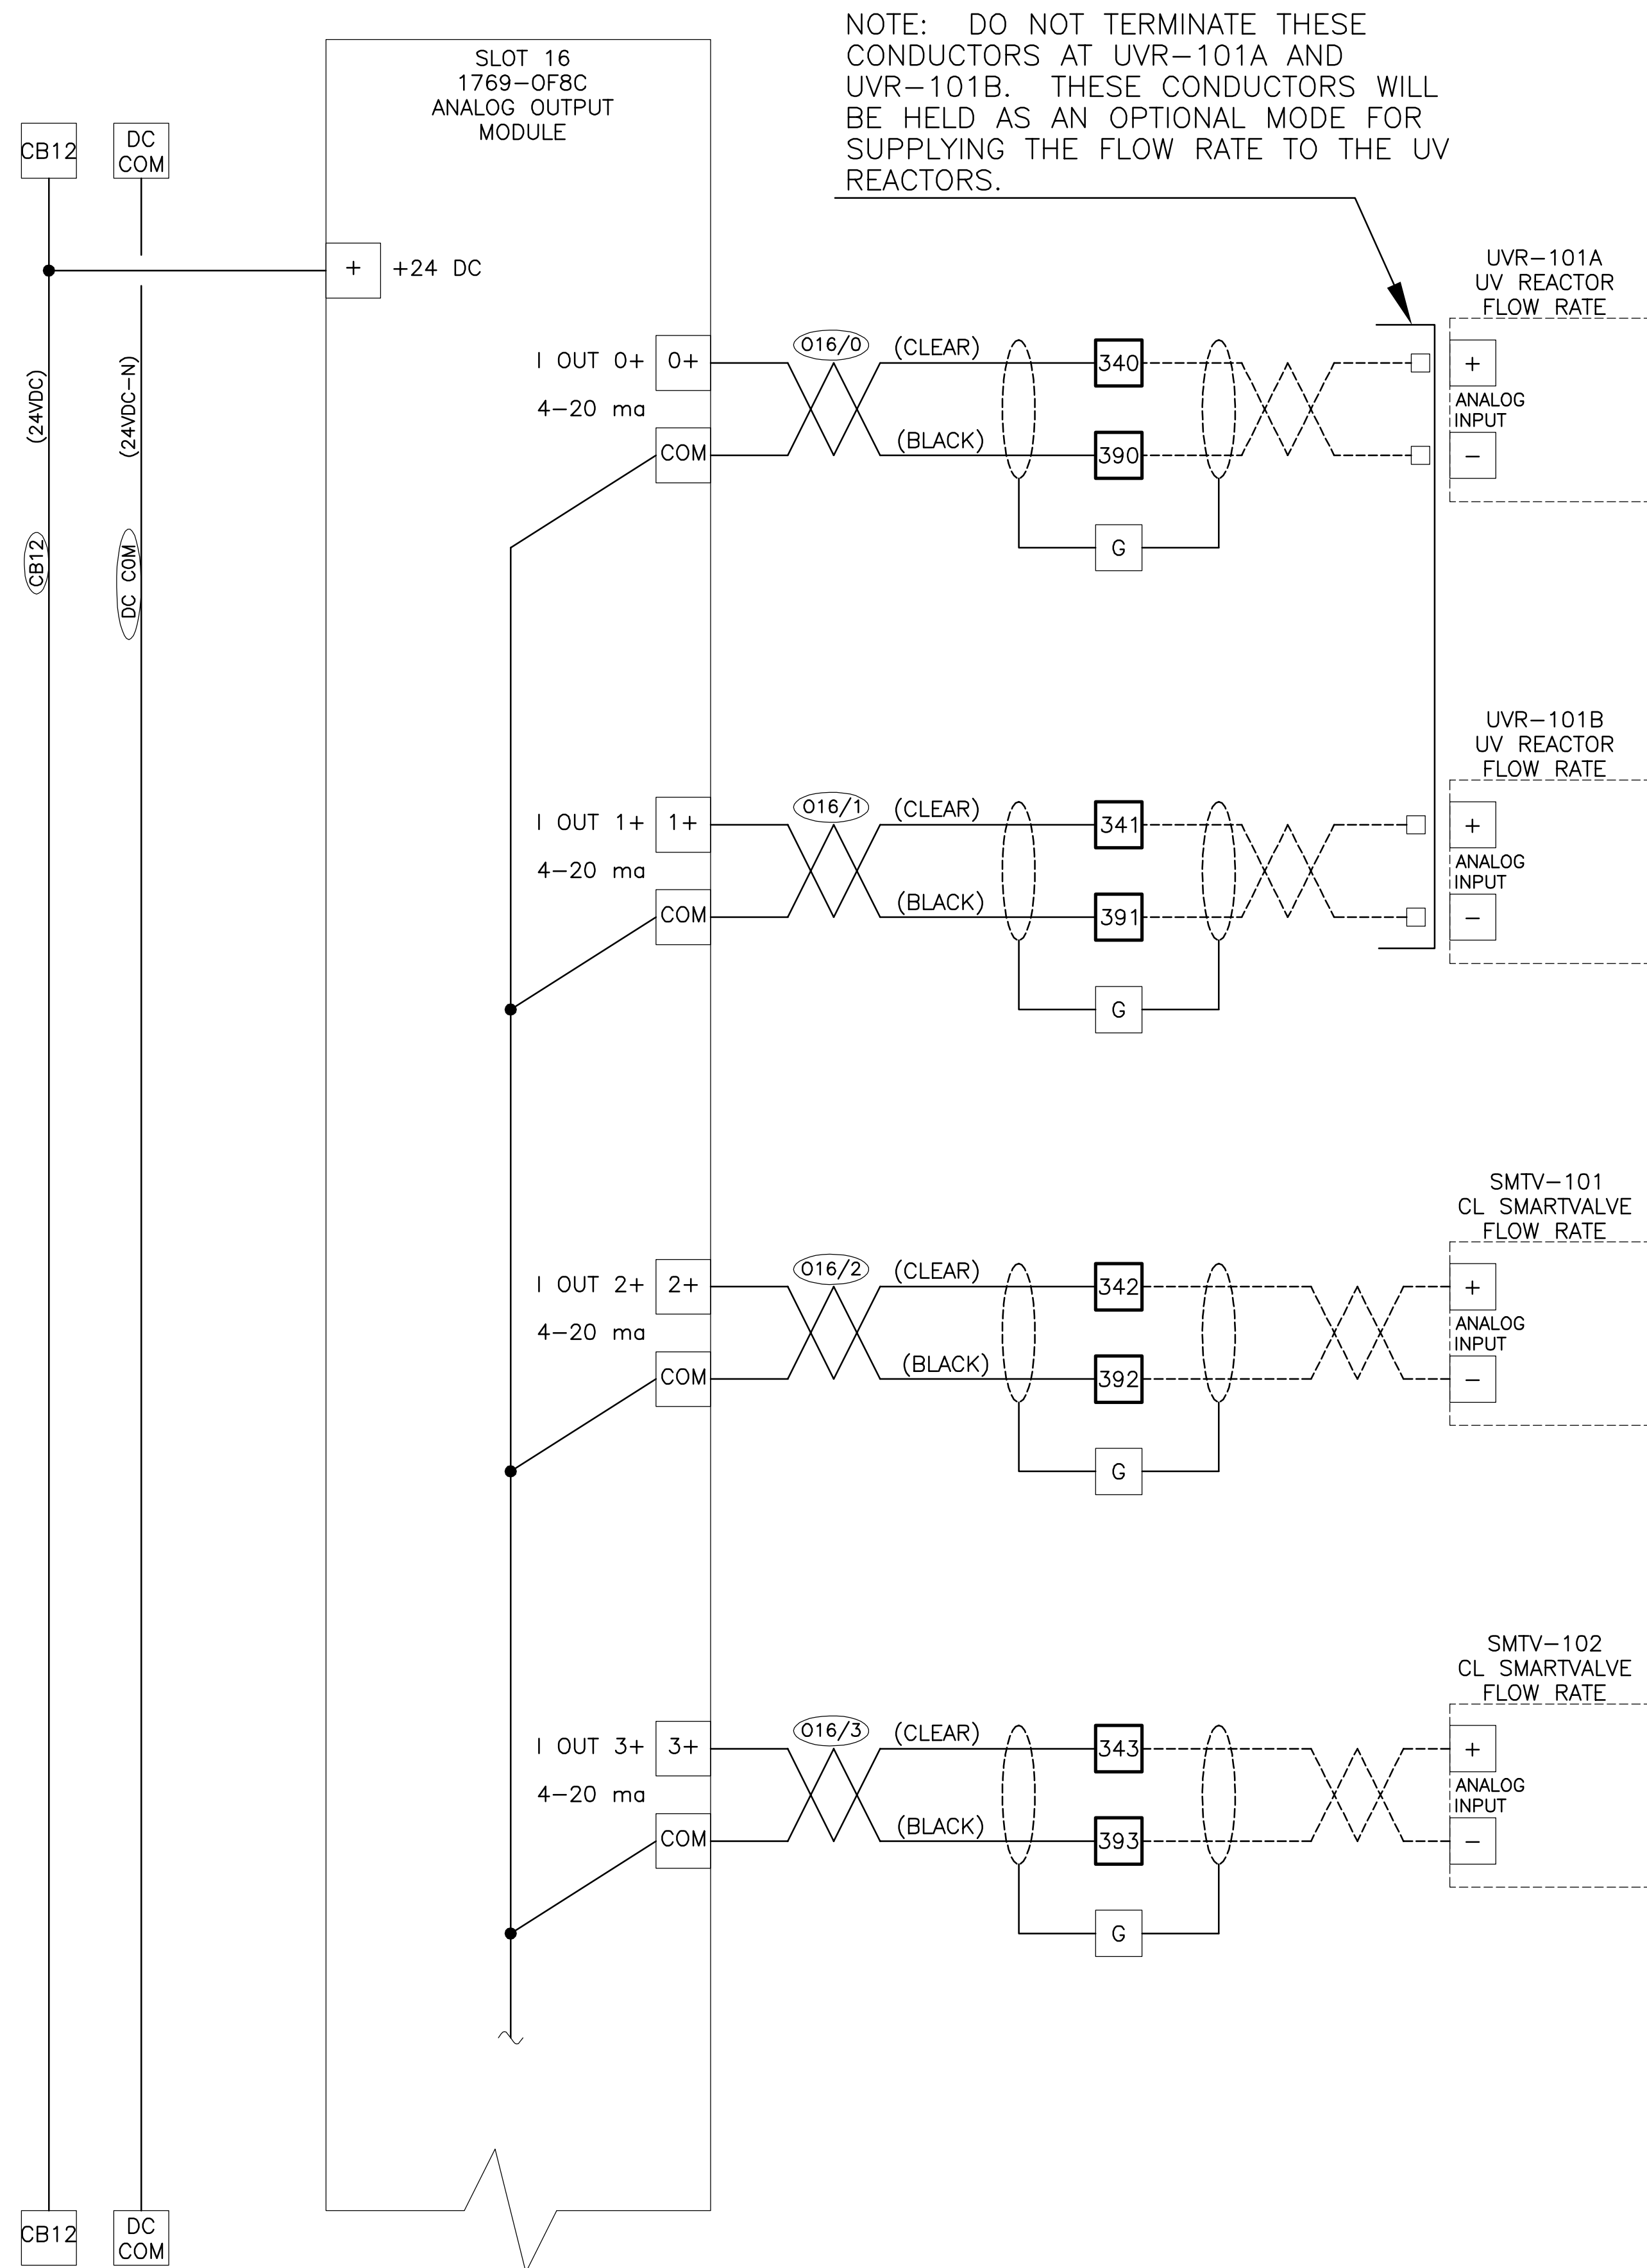 NOTE: DO NOT TERMINATE THESE
CONDUCTORS AT UVR-101A AND
UVR-101B. THESE CONDUCTORS WILL
BE HELD AS AN OPTIONAL MODE FOR
SUPPLYING THE FLOW RATE TO THE UV
REACTORS.
SLOT 16
1769-OF8C
ANALOG OUTPUT
MODULE
CB12
DC
COM
+
+24 DC
(24VDC)
(24VDC-N)
CB12
DC COM
I OUT 0+
0+
4-20 ma
COM
O16/0
(CLEAR)
(BLACK)
340
390
G
UVR-101A
UV REACTOR
FLOW RATE
+
ANALOG
INPUT
-
I OUT 1+
1+
4-20 ma
COM
O16/1
(CLEAR)
(BLACK)
341
391
G
UVR-101B
UV REACTOR
FLOW RATE
+
ANALOG
INPUT
-
I OUT 2+
2+
4-20 ma
COM
O16/2
(CLEAR)
(BLACK)
342
392
G
SMTV-101
CL SMARTVALVE
FLOW RATE
+
ANALOG
INPUT
-
I OUT 3+
3+
4-20 ma
COM
O16/3
(CLEAR)
(BLACK)
343
393
G
SMTV-102
CL SMARTVALVE
FLOW RATE
+
ANALOG
INPUT
-
CB12
DC
COM